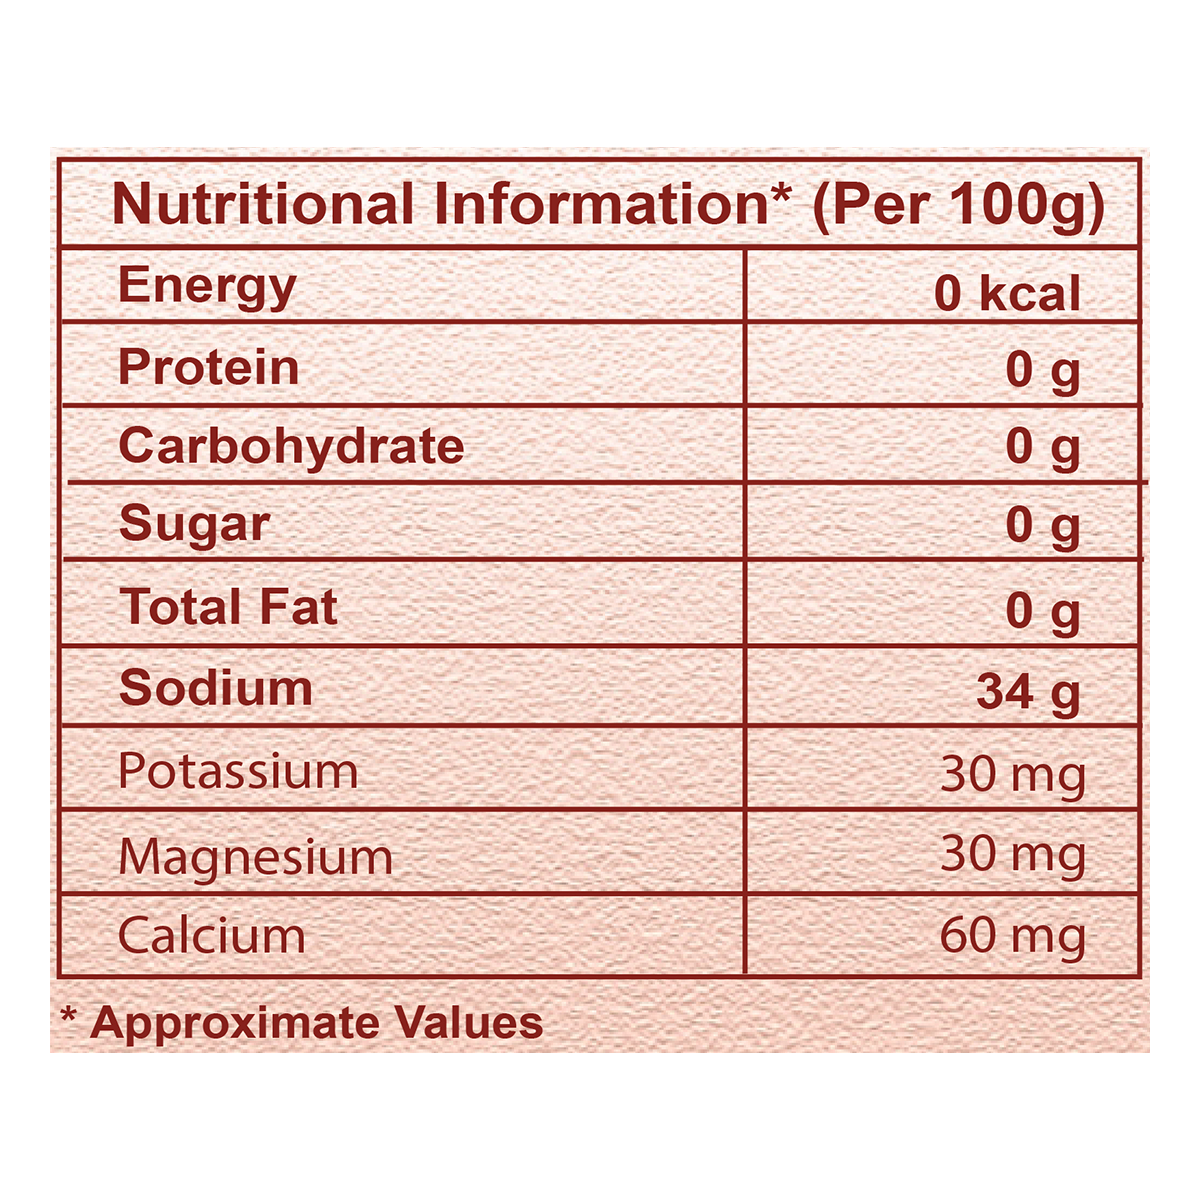 Nutritional Information* (Per 100g)
Energy 0 kcal
Protein 0 g
Carbohydrate 0 g
Sugar 0 g
Total Fat 0 g
Sodium 34 g
Potassium 30 mg
Magnesium 30 mg
Calcium 60 mg
* Approximate Values